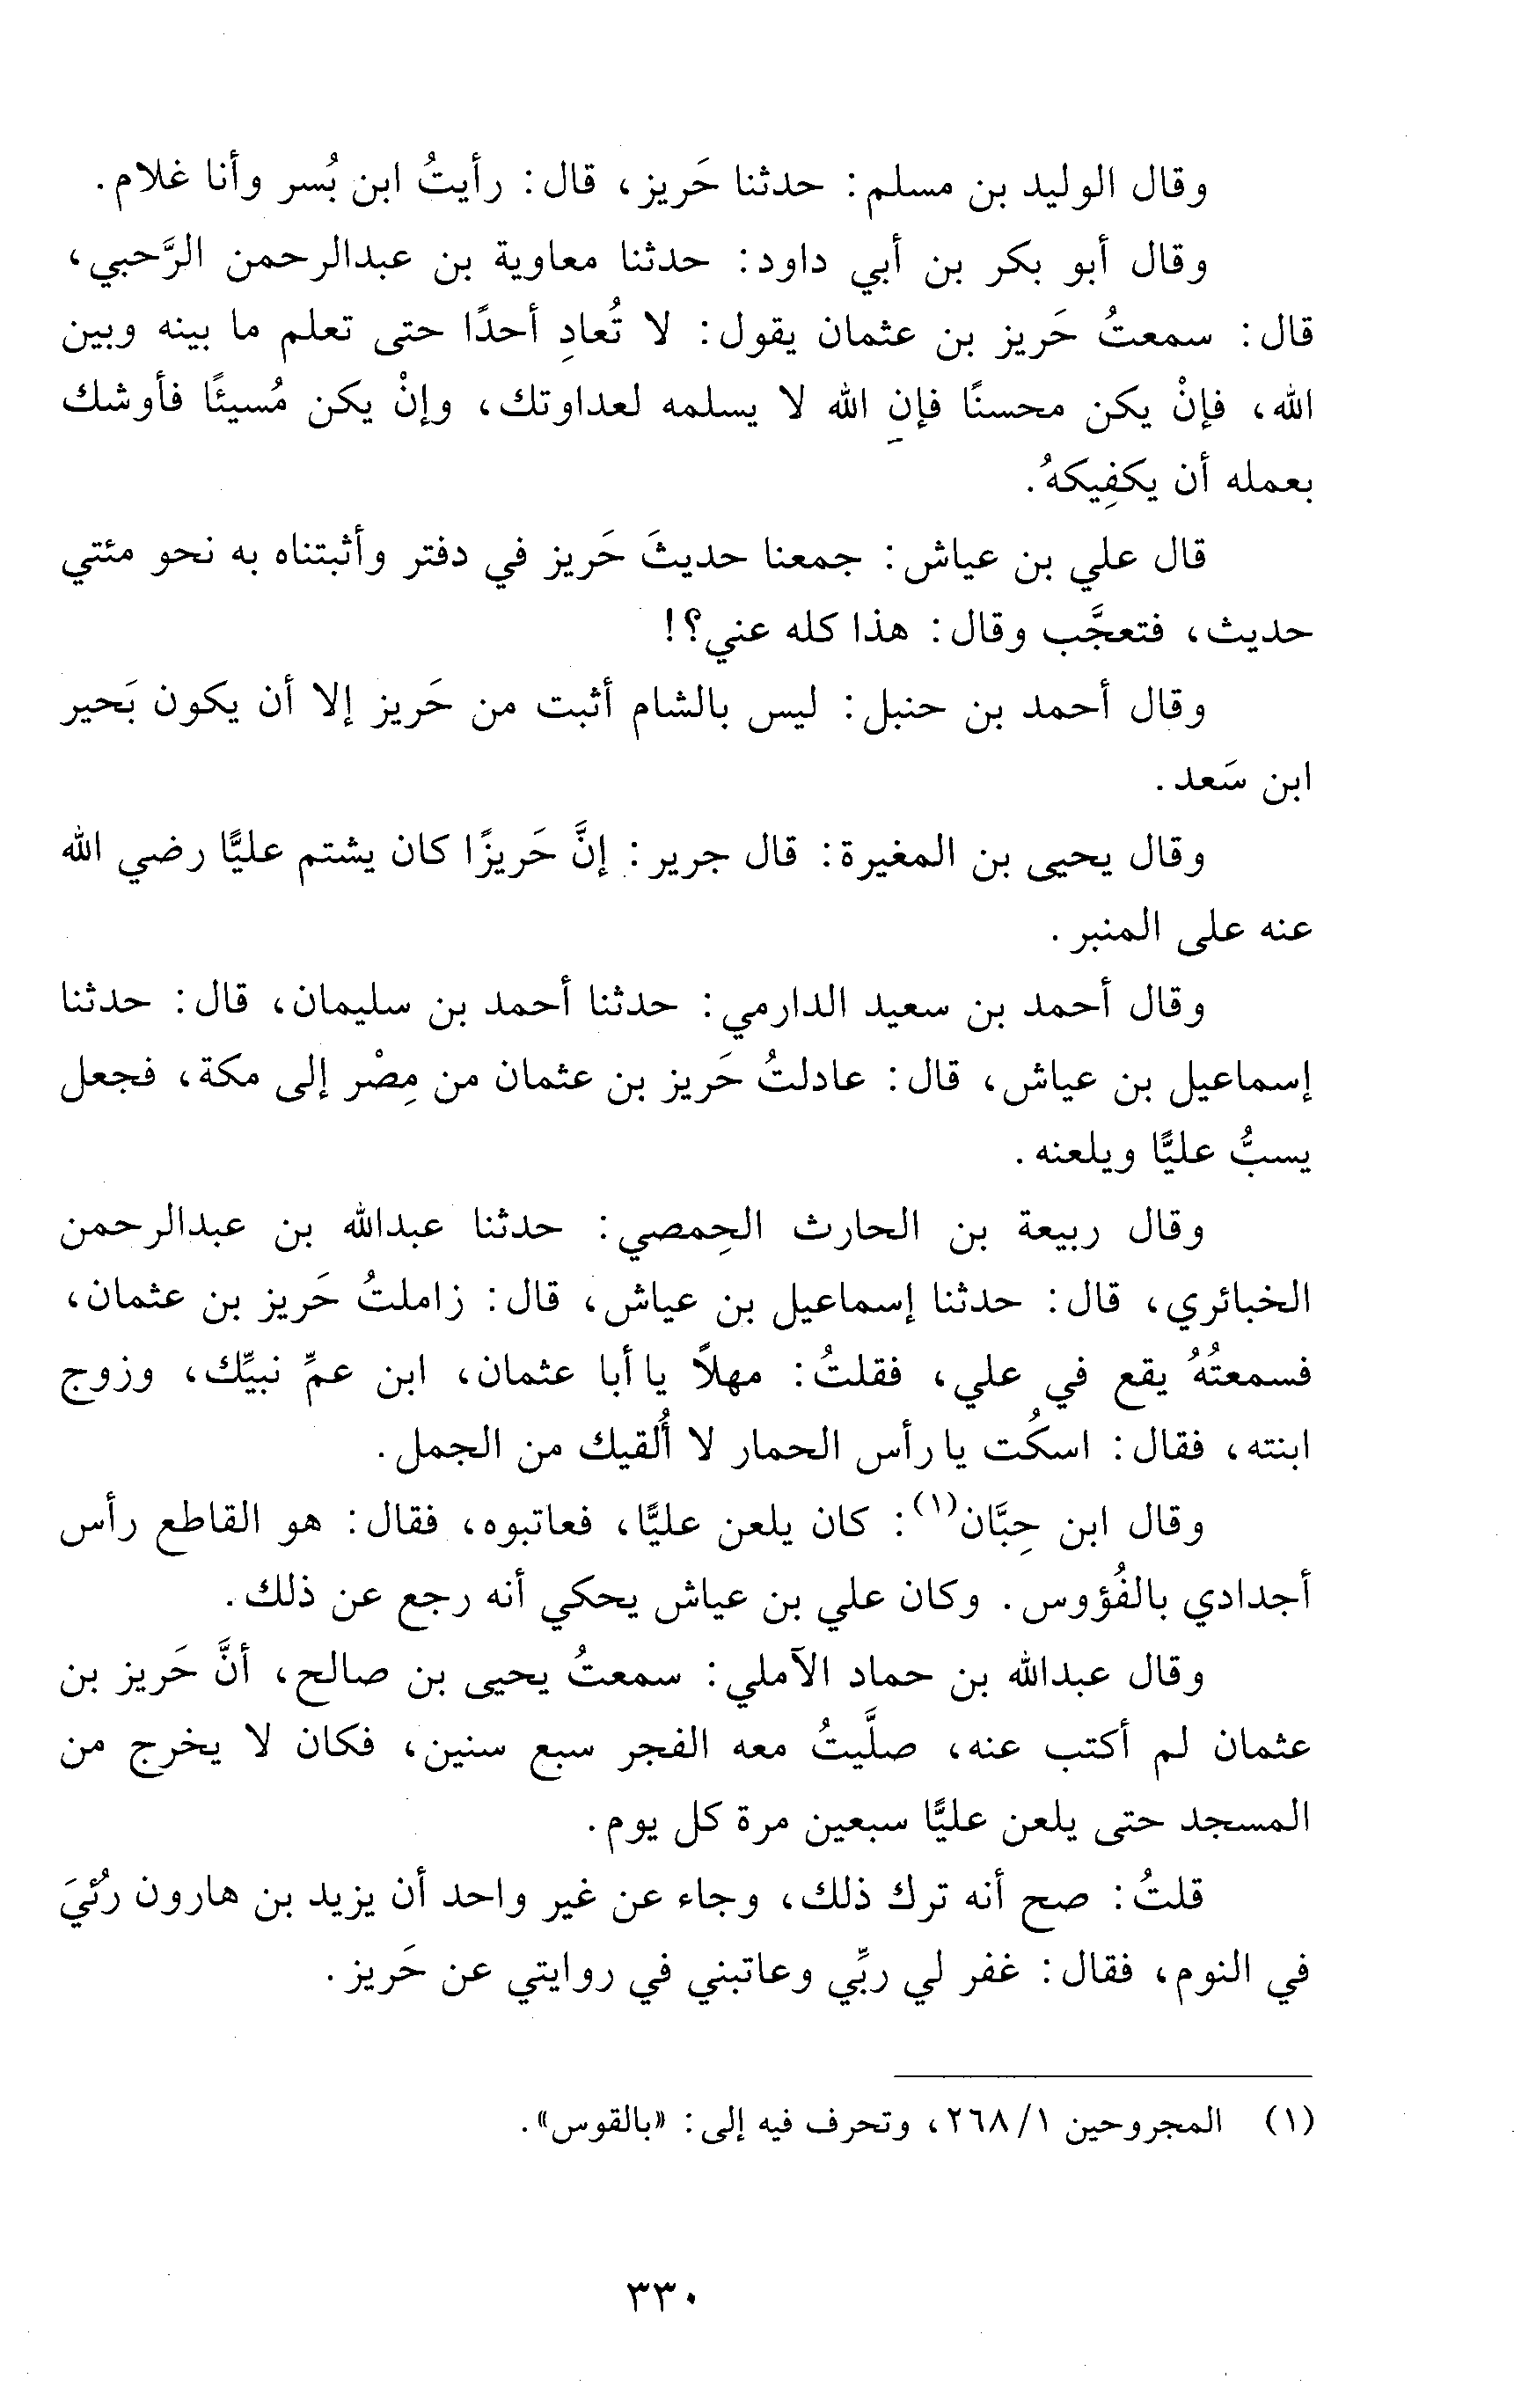 وقال الوليد بن مسلم: حدثنا حَريز، قال: رأيتُ ابن بُسر وأنا غلام.
وقال أبو بكر بن أبي داود: حدثنا معاوية بن عبدالرحمن الرَّحبي،
قال: سمعتُ حَريز بن عثمان يقول: لا تُعادِ أحدًا حتى تعلم ما بينه وبين
الله، فإنْ يكن محسنًا فإنِ الله لا يسلمه لعداوتك، وإنْ يكن مُسيئًا فأوشك
بعمله أن يكفِيكهُ.
قال علي بن عياش: جمعنا حديثَ حَريز في دفتر وأثبتناه به نحو مئتي
حديث، فتعجَّب وقال: هذا كله عني؟!
وقال أحمد بن حنبل: ليس بالشام أثبت من حَريز إلا أن يكون بَحير
ابن سَعد.
وقال يحيى بن المغيرة: قال جرير: إنَّ حَريزًا كان يشتم عليًّا رضي الله
عنه على المنبر.
وقال أحمد بن سعيد الدارمي: حدثنا أحمد بن سليمان، قال: حدثنا
إسماعيل بن عياش، قال: عادلتُ حَريز بن عثمان من مِصْر إلى مكة، فجعل
يسبُّ عليًّا ويلعنه.
وقال ربيعة بن الحارث الحِمصي: حدثنا عبدالله بن عبدالرحمن
الخبائري، قال: حدثنا إسماعيل بن عياش، قال: زاملتُ حَريز بن عثمان،
فسمعتُهُ يقع في علي، فقلتُ: مهلاً يا أبا عثمان، ابن عمِّ نبيِّك، وزوج
ابنته، فقال: اسكُت يا رأس الحمار لا أُلقيك من الجمل.
وقال ابن حِبَّان(١): كان يلعن عليًّا، فعاتبوه، فقال: هو القاطع رأس
أجدادي بالفُؤوس. وكان علي بن عياش يحكي أنه رجع عن ذلك.
وقال عبدالله بن حماد الآملي: سمعتُ يحيى بن صالح، أنَّ حَريز بن
عثمان لم أكتب عنه، صلَّيتُ معه الفجر سبع سنين، فكان لا يخرج من
المسجد حتى يلعن عليًّا سبعين مرة كل يوم.
قلتُ: صح أنه ترك ذلك، وجاء عن غير واحد أن يزيد بن هارون رُئيَ
في النوم، فقال: غفر لي ربِّي وعاتبني في روايتي عن حَريز.
(١) المجروحين ١/ ٢٦٨، وتحرف فيه إلى: «بالقوس».
٣٣٠